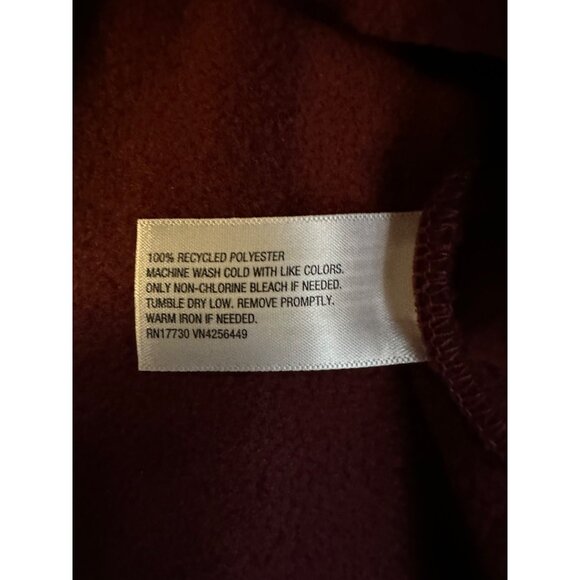 100% RECYCLED POLYESTER
MACHINE WASH COLD WITH LIKE COLORS.
ONLY NON-CHLORINE BLEACH IF NEEDED.
TUMBLE DRY LOW. REMOVE PROMPTLY.
WARM IRON IF NEEDED.
RN17730 VN4256449